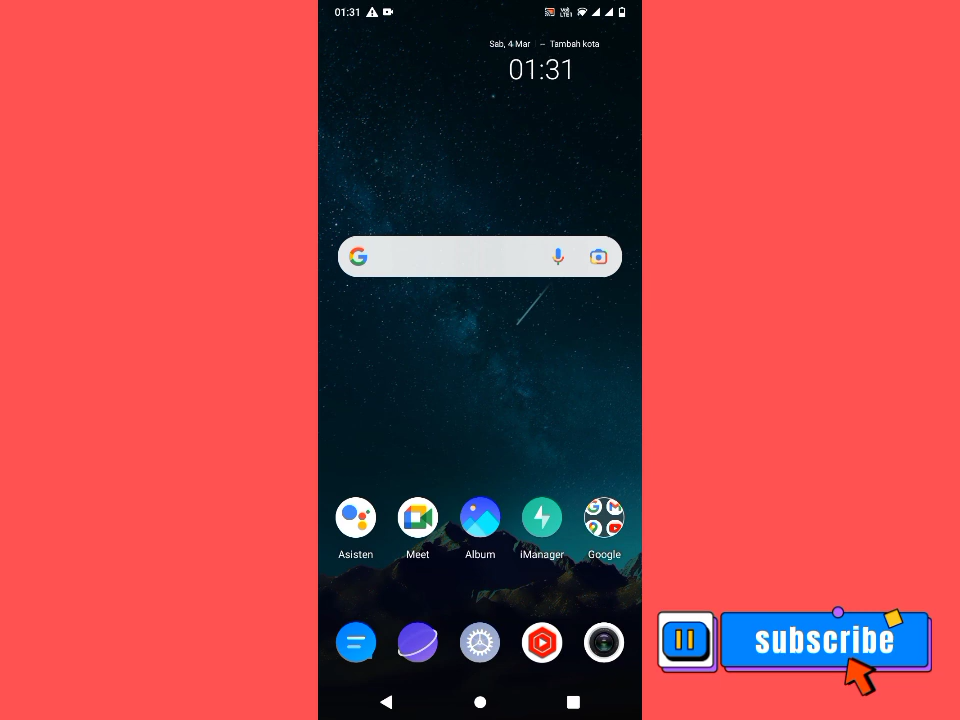 01:31
Sab, 4 Mar – Tambah kota
01:31
Asisten Meet Album iManager Google
subscribe